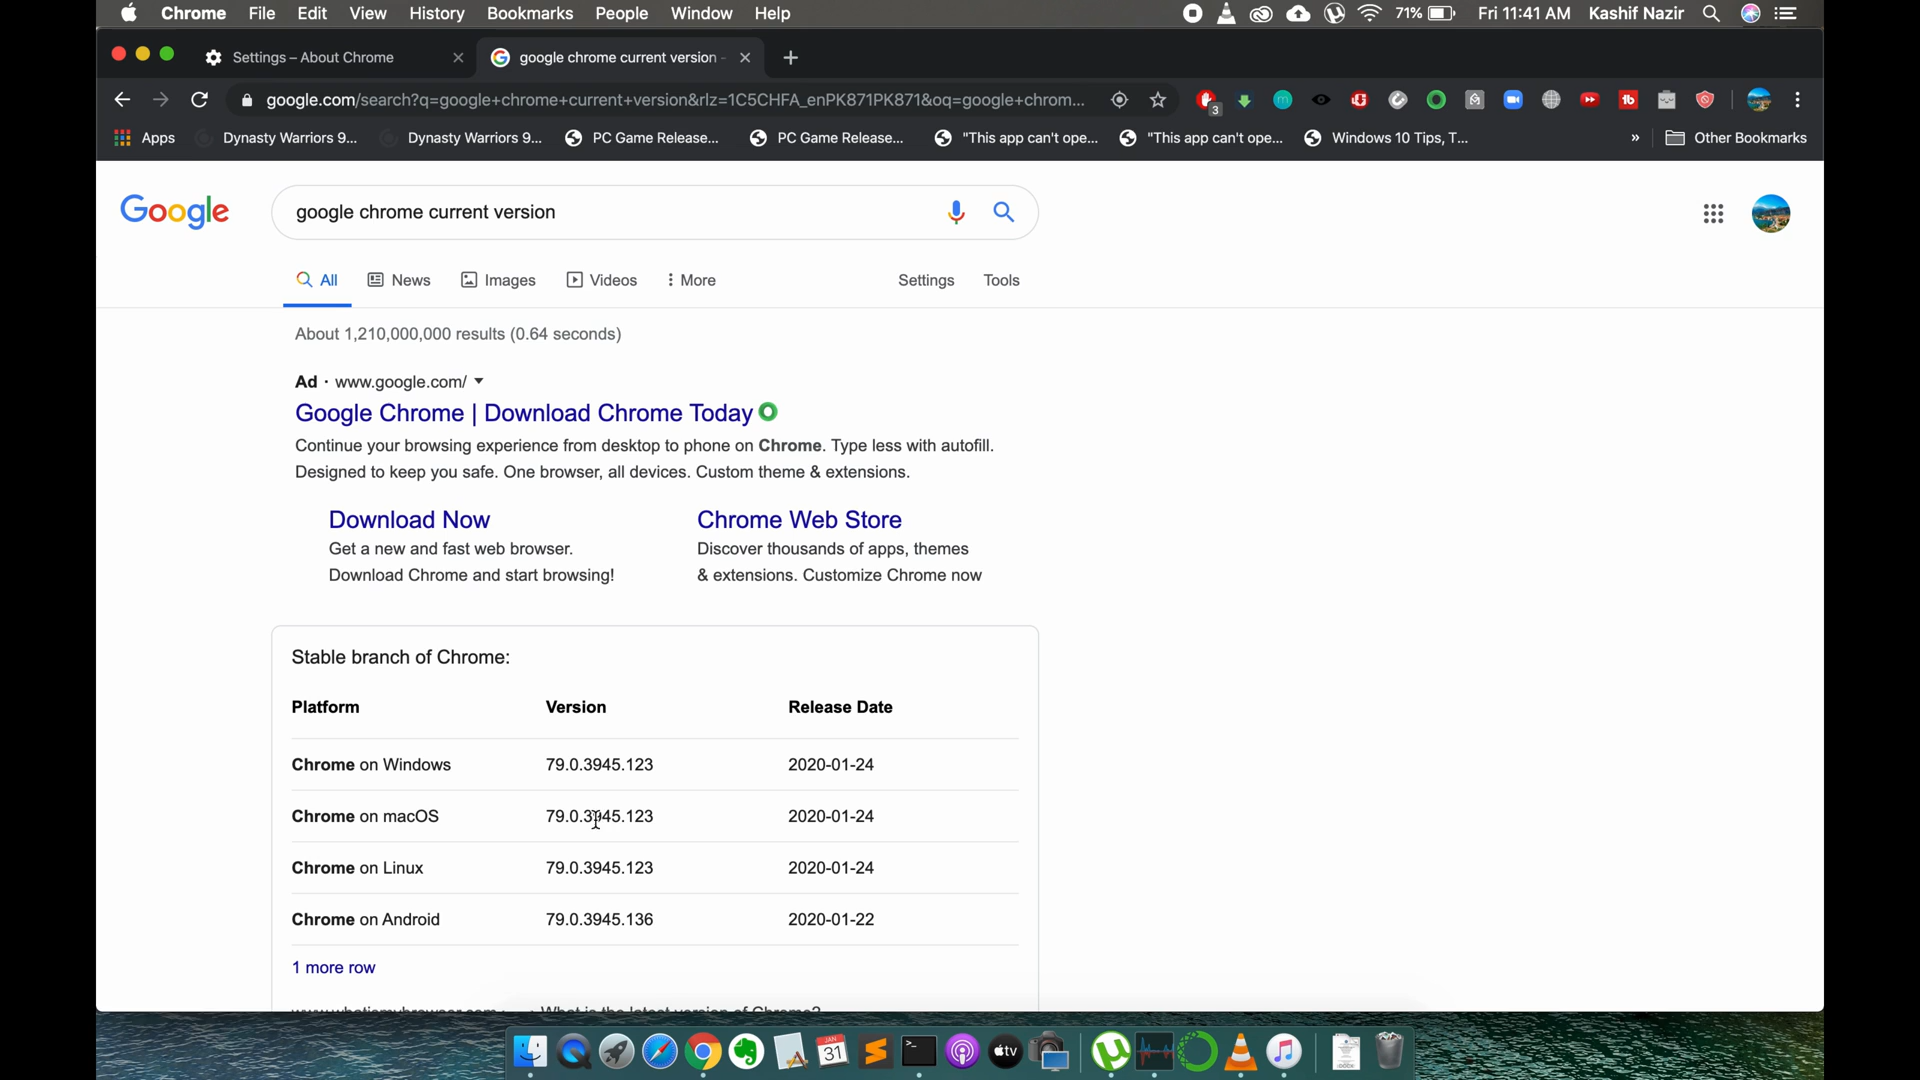 Chrome File Edit View History Bookmarks People Window Help 71% Fri 11:41 AM Kashif Nazir
Settings – About Chrome google chrome current version -
google.com/search?q=google+chrome+current+version&rlz=1C5CHFA_enPK871PK871&oq=google+chrom... 3
Apps Dynasty Warriors 9... Dynasty Warriors 9... PC Game Release... PC Game Release... "This app can't ope... "This app can't ope... Windows 10 Tips, T... » Other Bookmarks
Google google chrome current version
All News Images Videos More Settings Tools
About 1,210,000,000 results (0.64 seconds)
Ad · www.google.com/
Google Chrome | Download Chrome Today
Continue your browsing experience from desktop to phone on Chrome. Type less with autofill.
Designed to keep you safe. One browser, all devices. Custom theme & extensions.
Download Now
Get a new and fast web browser.
Download Chrome and start browsing!
Chrome Web Store
Discover thousands of apps, themes
& extensions. Customize Chrome now
Stable branch of Chrome:
Platform Version Release Date
Chrome on Windows 79.0.3945.123 2020-01-24
Chrome on macOS 79.0.3945.123 2020-01-24
Chrome on Linux 79.0.3945.123 2020-01-24
Chrome on Android 79.0.3945.136 2020-01-22
1 more row
JAN
31
tv